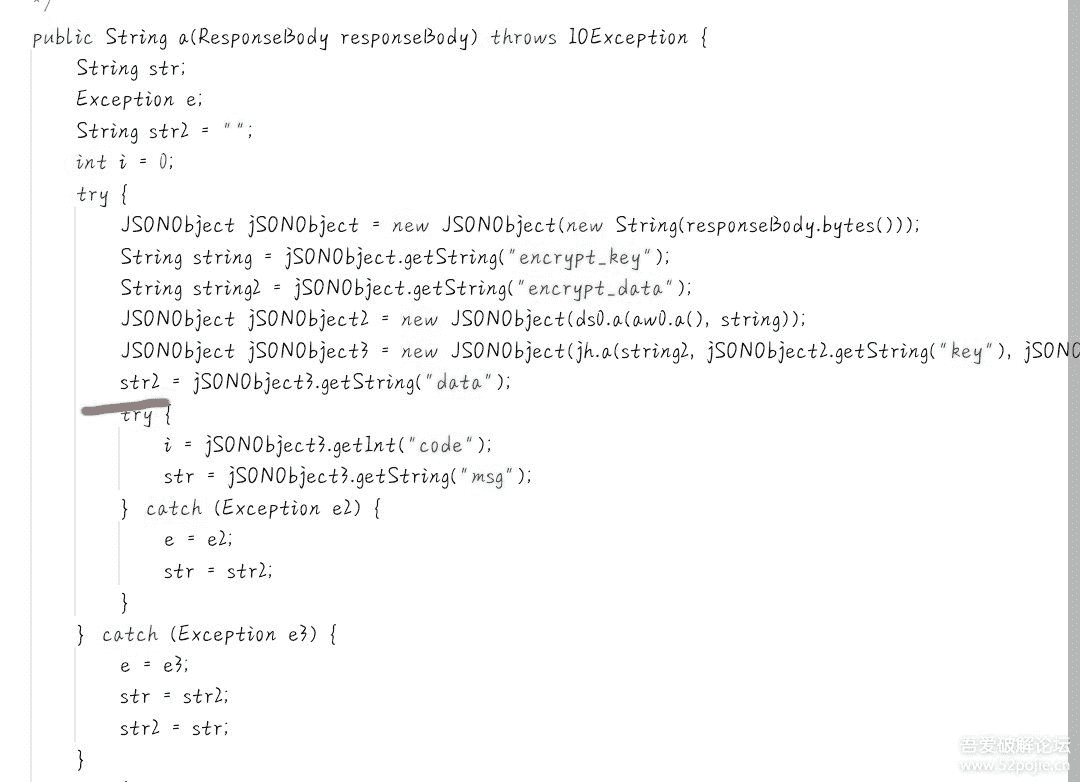 */
public String a(ResponseBody responseBody) throws IOException {
String str;
Exception e;
String str2 = "";
int i = 0;
try {
JSONObject jSONObject = new JSONObject(new String(responseBody.bytes()));
String string = jSONObject.getString("encrypt_key");
String string2 = jSONObject.getString("encrypt_data");
JSONObject jSONObject2 = new JSONObject(ds0.a(aw0.a(), string));
JSONObject jSONObject3 = new JSONObject(jh.a(string2, jSONObject2.getString("key"), jSONO
str2 = jSONObject3.getString("data");
try {
i = jSONObject3.getInt("code");
str = jSONObject3.getString("msg");
} catch (Exception e2) {
e = e2;
str = str2;
}
} catch (Exception e3) {
e = e3;
str = str2;
str2 = str;
}
吾爱破解论坛
www.52pojie.cn